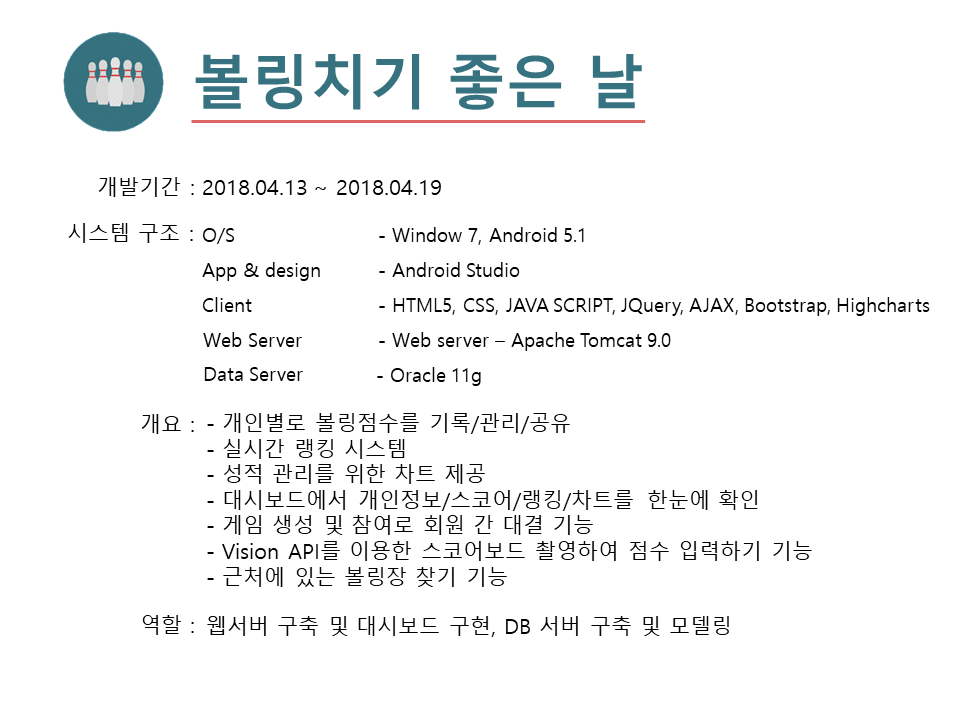 볼링치기 좋은 날
개발기간 : 2018.04.13 ~ 2018.04.19
시스템 구조 : O/S - Window 7, Android 5.1
App & design - Android Studio
Client - HTML5, CSS, JAVA SCRIPT, JQuery, AJAX, Bootstrap, Highcharts
Web Server - Web server – Apache Tomcat 9.0
Data Server - Oracle 11g
개요 : - 개인별로 볼링점수를 기록/관리/공유
- 실시간 랭킹 시스템
- 성적 관리를 위한 차트 제공
- 대시보드에서 개인정보/스코어/랭킹/차트를 한눈에 확인
- 게임 생성 및 참여로 회원 간 대결 기능
- Vision API를 이용한 스코어보드 촬영하여 점수 입력하기 기능
- 근처에 있는 볼링장 찾기 기능
역할 : 웹서버 구축 및 대시보드 구현, DB 서버 구축 및 모델링